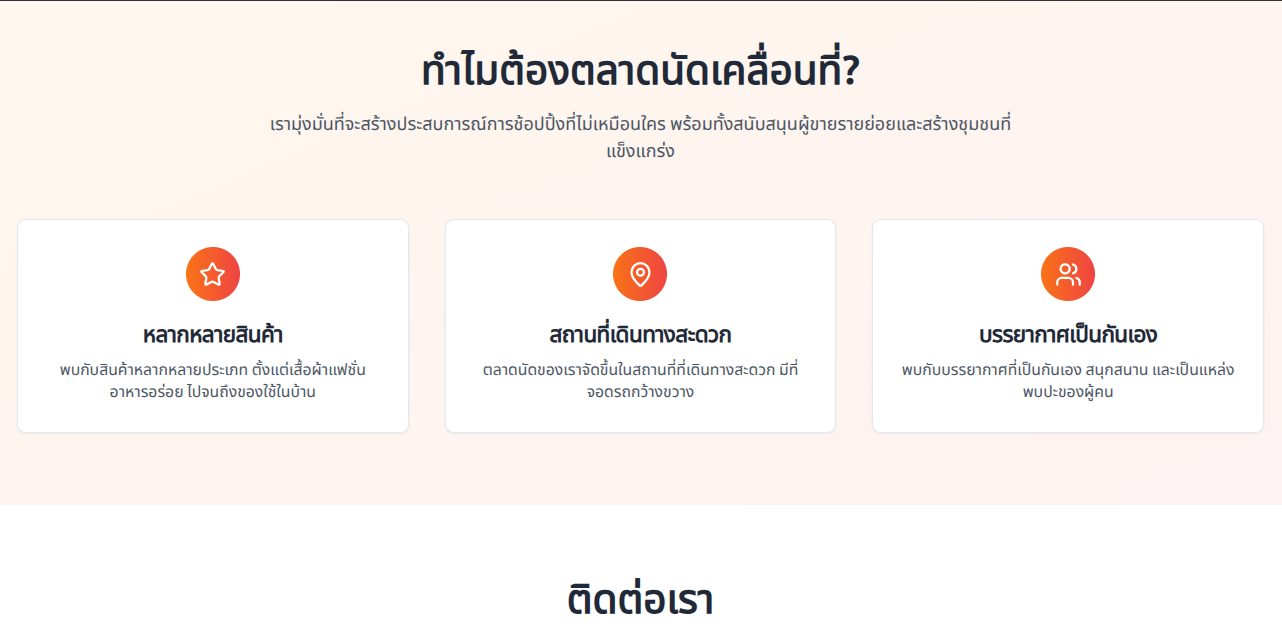 ทำไมต้องตลาดนัดเคลื่อนที่?
เรามุ่งมั่นที่จะสร้างประสบการณ์การช้อปปิ้งที่ไม่เหมือนใคร พร้อมทั้งสนับสนุนผู้ขายรายย่อยและสร้างชุมชนที่
แข็งแกร่ง
หลากหลายสินค้า
พบกับสินค้าหลากหลายประเภท ตั้งแต่เสื้อผ้าแฟชั่น
อาหารอร่อย ไปจนถึงของใช้ในบ้าน
สถานที่เดินทางสะดวก
ตลาดนัดของเราจัดขึ้นในสถานที่ที่เดินทางสะดวก มีที่
จอดรถกว้างขวาง
บรรยากาศเป็นกันเอง
พบกับบรรยากาศที่เป็นกันเอง สนุกสนาน และเป็นแหล่ง
พบปะของผู้คน
ติดต่อเรา